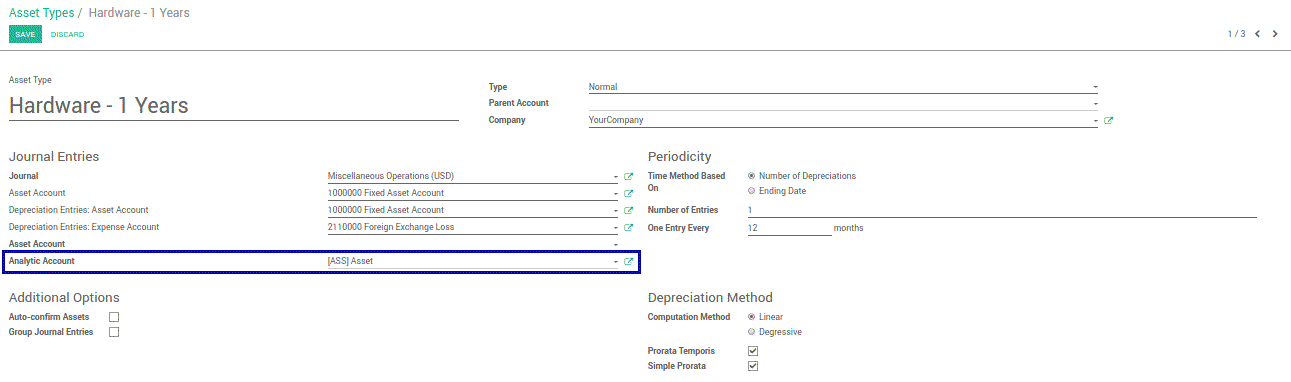 Asset Types / Hardware - 1 Years
SAVE DISCARD 1 / 3
Asset Type
Hardware - 1 Years
Type Normal
Parent Account
Company YourCompany
Journal Entries
Journal Miscellaneous Operations (USD)
Asset Account 1000000 Fixed Asset Account
Depreciation Entries: Asset Account 1000000 Fixed Asset Account
Depreciation Entries: Expense Account 2110000 Foreign Exchange Loss
Asset Account
Analytic Account [ASS] Asset
Periodicity
Time Method Based On Number of Depreciations
Ending Date
Number of Entries 1
One Entry Every 12 months
Additional Options
Auto-confirm Assets
Group Journal Entries
Depreciation Method
Computation Method Linear
Degressive
Prorata Temporis
Simple Prorata